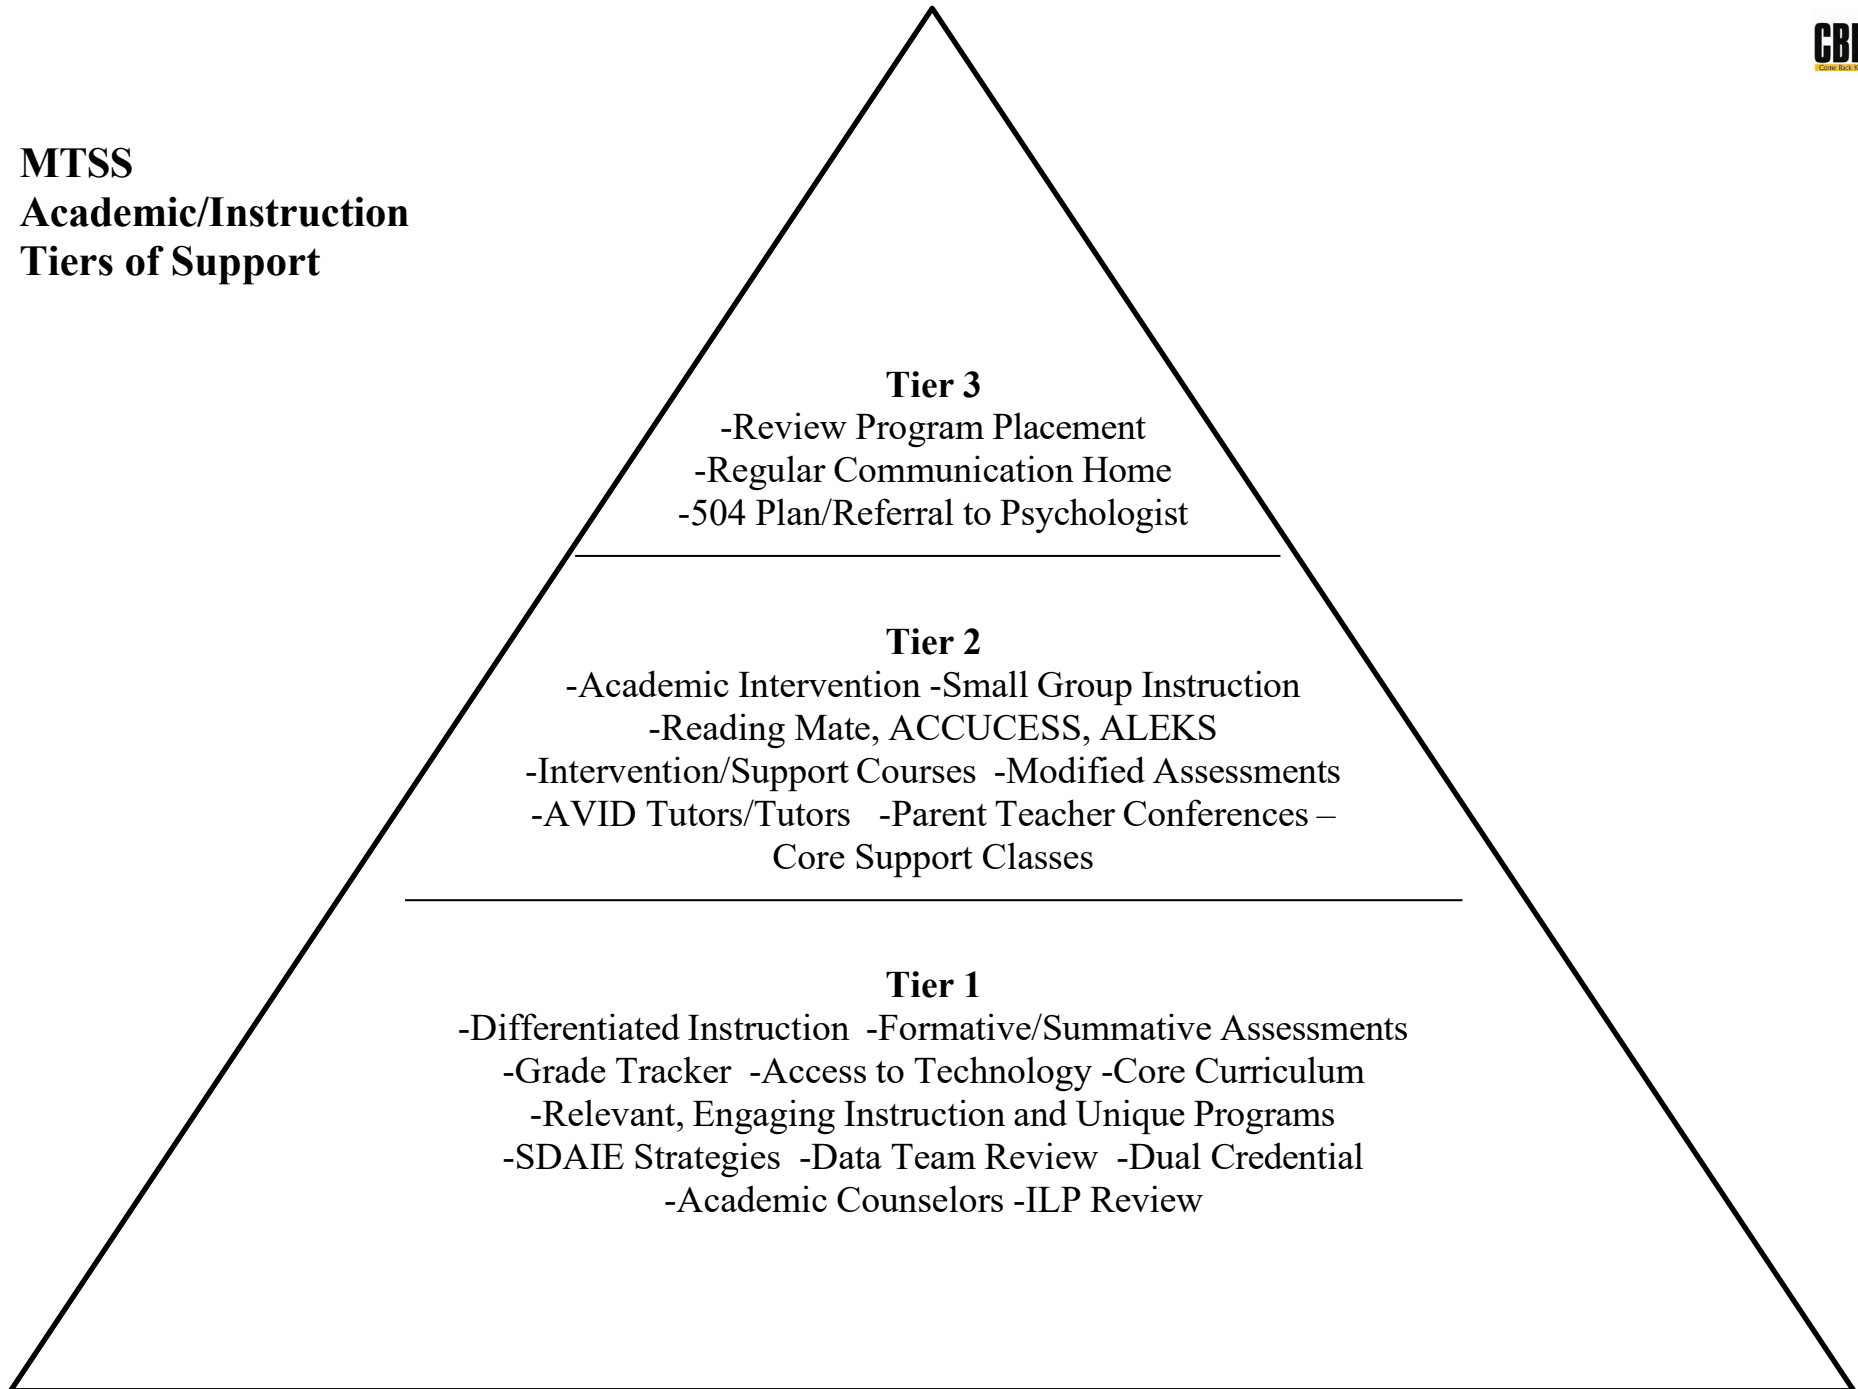 MTSS
Academic/Instruction
Tiers of Support
Tier 3
-Review Program Placement
-Regular Communication Home
-504 Plan/Referral to Psychologist
Tier 2
-Academic Intervention -Small Group Instruction
-Reading Mate, ACCUCESS, ALEKS
-Intervention/Support Courses  -Modified Assessments
-AVID Tutors/Tutors   -Parent Teacher Conferences –
Core Support Classes
Tier 1
-Differentiated Instruction  -Formative/Summative Assessments
-Grade Tracker  -Access to Technology -Core Curriculum
-Relevant, Engaging Instruction and Unique Programs
-SDAIE Strategies  -Data Team Review  -Dual Credential
-Academic Counselors -ILP Review
Come Back